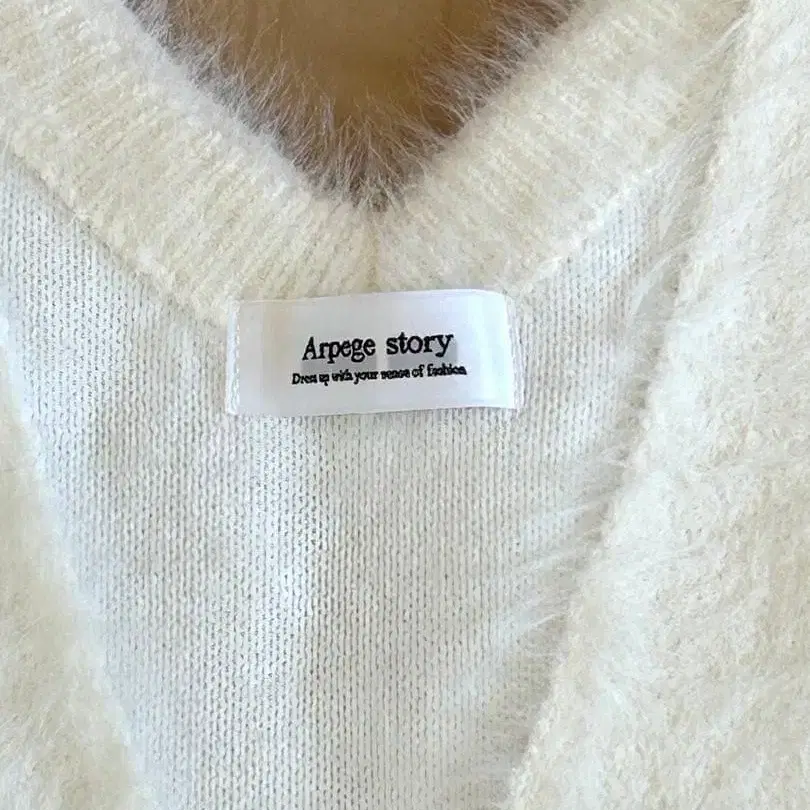 Arpege story
Dress up with your sense of fashion